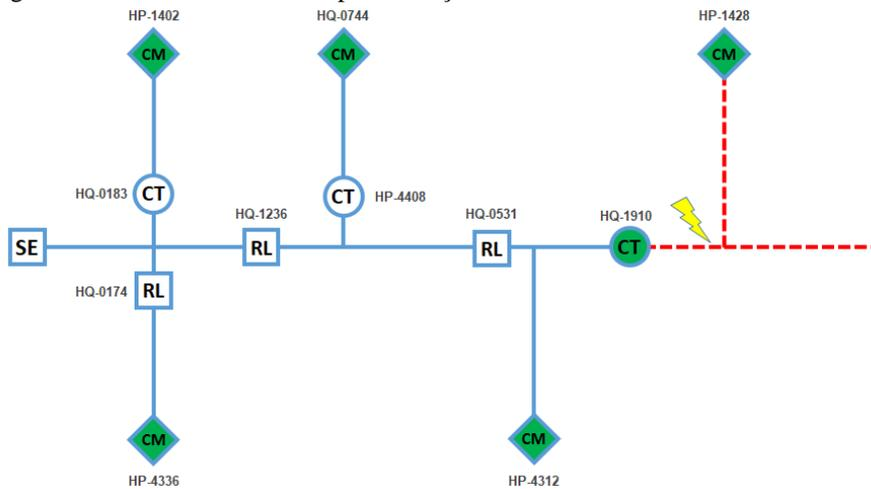 HP-1402
HQ-0744
HP-1428
CM
CM
CM
HQ-0183
CT
CT
HP-4408
HQ-1236
HQ-0531
HQ-1910
SE
RL
RL
CT
HQ-0174
RL
CM
CM
HP-4336
HP-4312